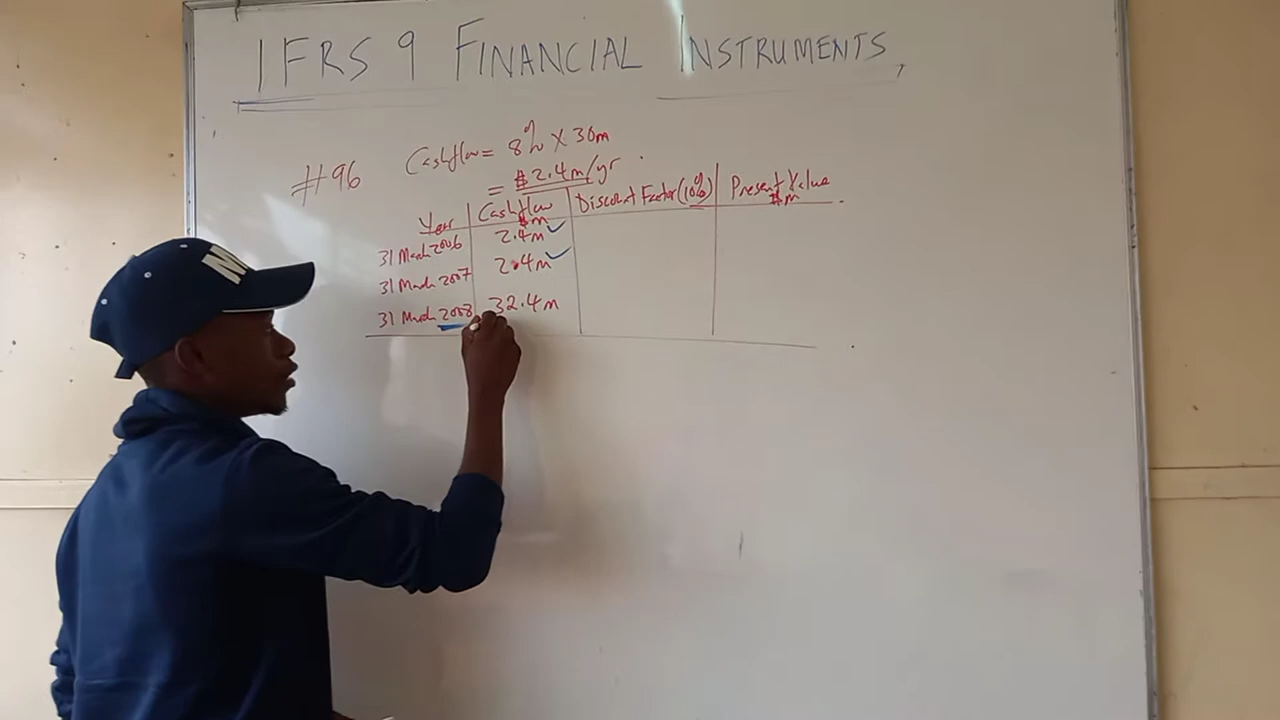 IFRS 9 FINANCIAL INSTRUMENTS,
#96
Cashflow = 8% X 30m
= $2.4m/yr
Year
Cashflow $m
Discount Factor (10%)
Present Value $m
31 March 2006 2.4m
31 March 2007 2.4m
31 March 2008 32.4m
M